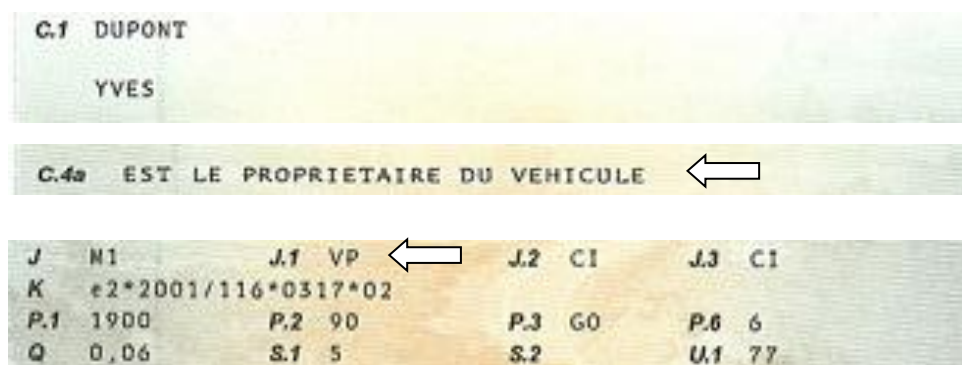 C.1 DUPONT
YVES
C.4a EST LE PROPRIETAIRE DU VEHICULE
J M1 J.1 VP J.2 CI J.3 CI
K e2*2001/116*0317*02
P.1 1900 P.2 90 P.3 GO P.6 6
Q 0,06 S.1 5 S.2 U.1 77